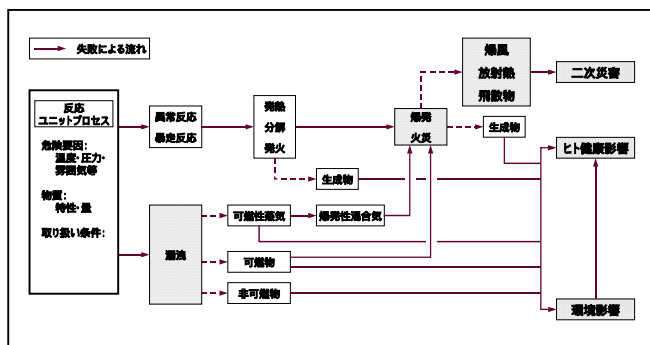 失敗による流れ
反応
ユニットプロセス
危険要因：
温度・圧力・
雰囲気等
物質：
特性・量
取り扱い条件：
異常反応
暴走反応
発熱
分解
発火
生成物
漏洩
可燃性蒸気
爆発性混合気
可燃物
非可燃物
爆発
火災
爆風
放射熱
飛散物
生成物
二次災害
ヒト健康影響
環境影響